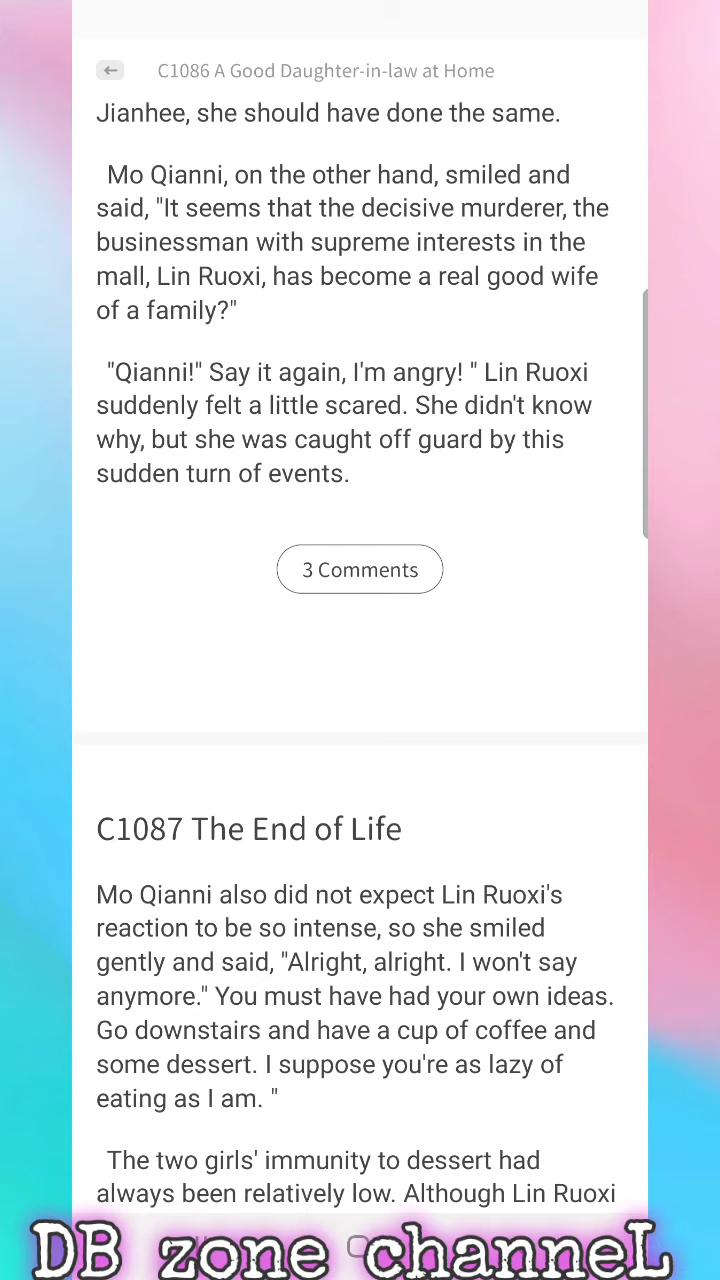 C1086 A Good Daughter-in-law at Home
Jianhee, she should have done the same.
Mo Qianni, on the other hand, smiled and
said, "It seems that the decisive murderer, the
businessman with supreme interests in the
mall, Lin Ruoxi, has become a real good wife
of a family?"
"Qianni!" Say it again, I'm angry! " Lin Ruoxi
suddenly felt a little scared. She didn't know
why, but she was caught off guard by this
sudden turn of events.
3 Comments
C1087 The End of Life
Mo Qianni also did not expect Lin Ruoxi's
reaction to be so intense, so she smiled
gently and said, "Alright, alright. I won't say
anymore." You must have had your own ideas.
Go downstairs and have a cup of coffee and
some dessert. I suppose you're as lazy of
eating as I am. "
The two girls' immunity to dessert had
always been relatively low. Although Lin Ruoxi
DB zone channeL